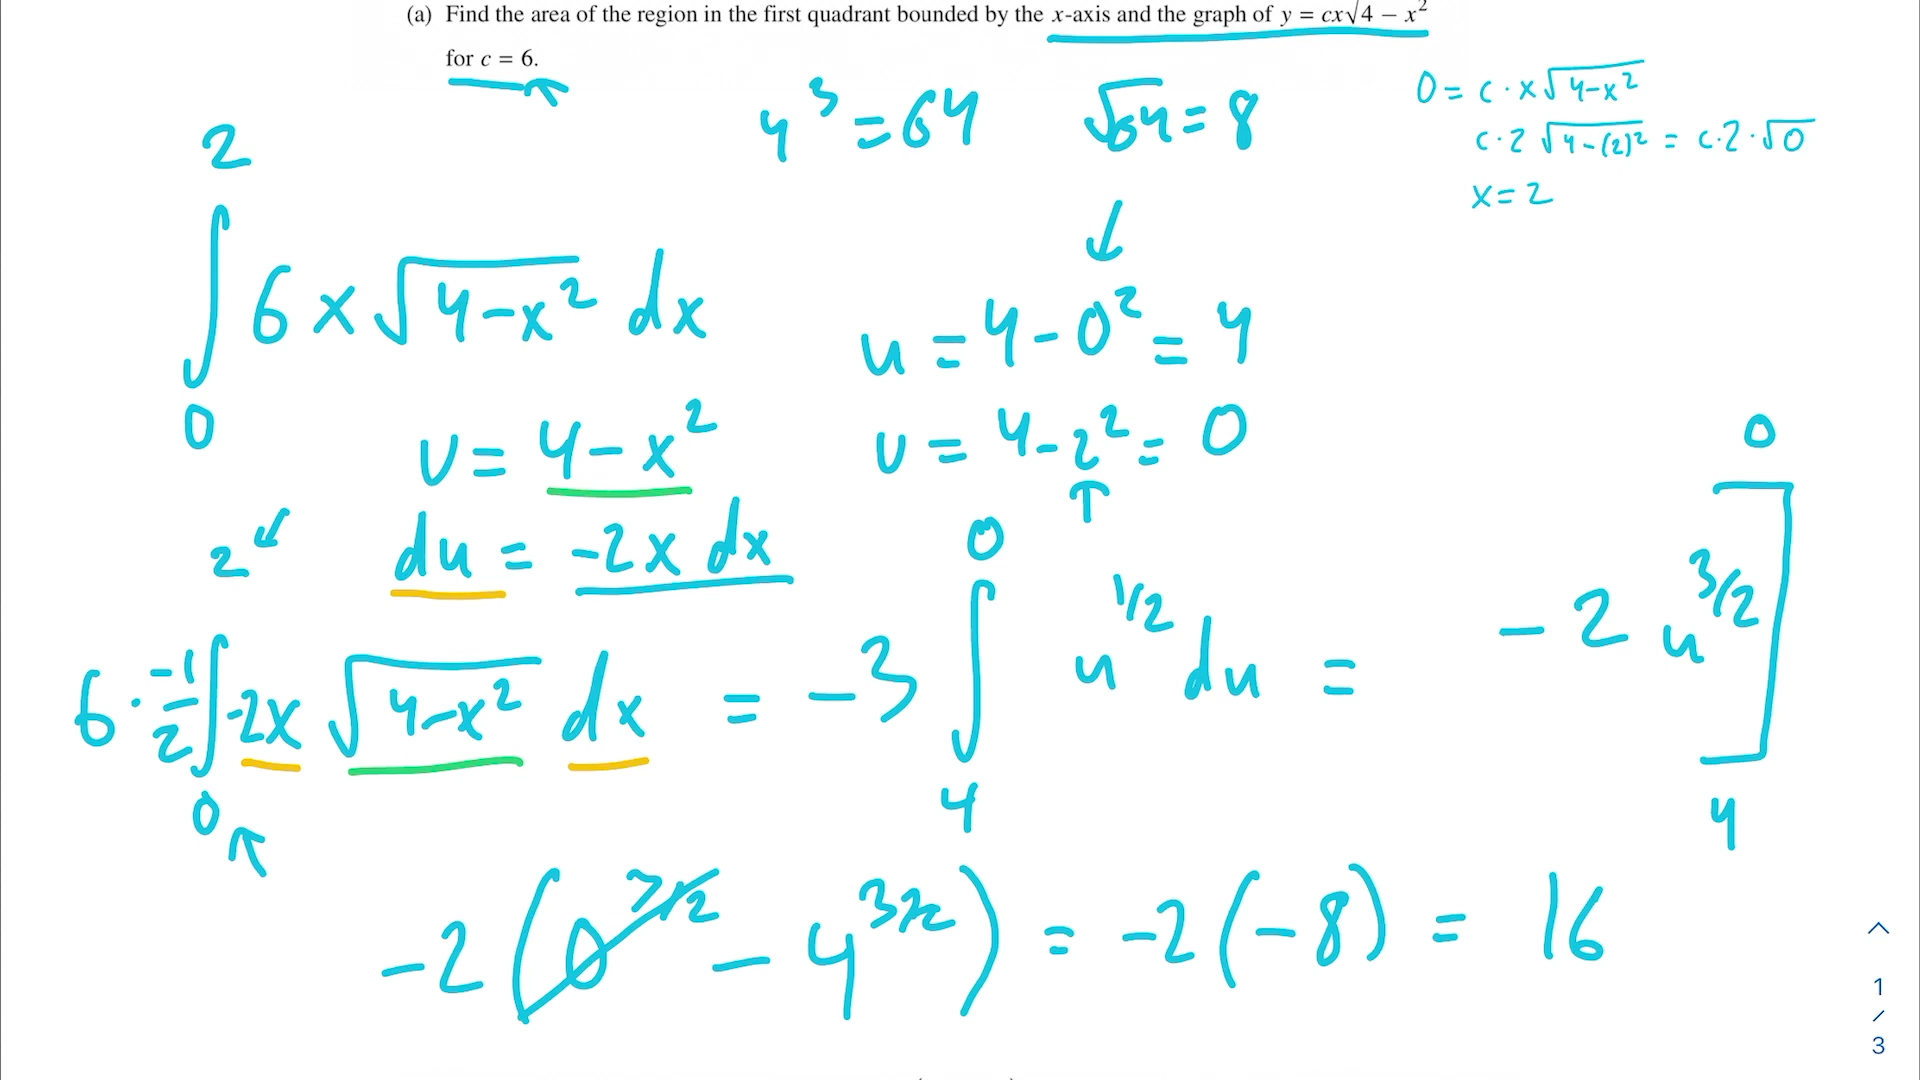 (a) Find the area of the region in the first quadrant bounded by the x-axis and the graph of y = cx√4 − x²
for c = 6.
4³ = 64 √64 = 8
0 = c · x√4-x²
c · 2 √4-(2)² = c · 2 · √0
x = 2
2
∫ 6x√4-x² dx
0
u = 4 - 0² = 4
u = 4 - 2² = 0
u = 4 - x²
du = -2x dx
2
6 · -1/2 ∫ -2x √4-x² dx = -3 ∫ u^1/2 du = -2 u^3/2 ]
0
0
4
0
4
-2 (0^3/2 - 4^3/2) = -2(-8) = 16
^
1
/
3